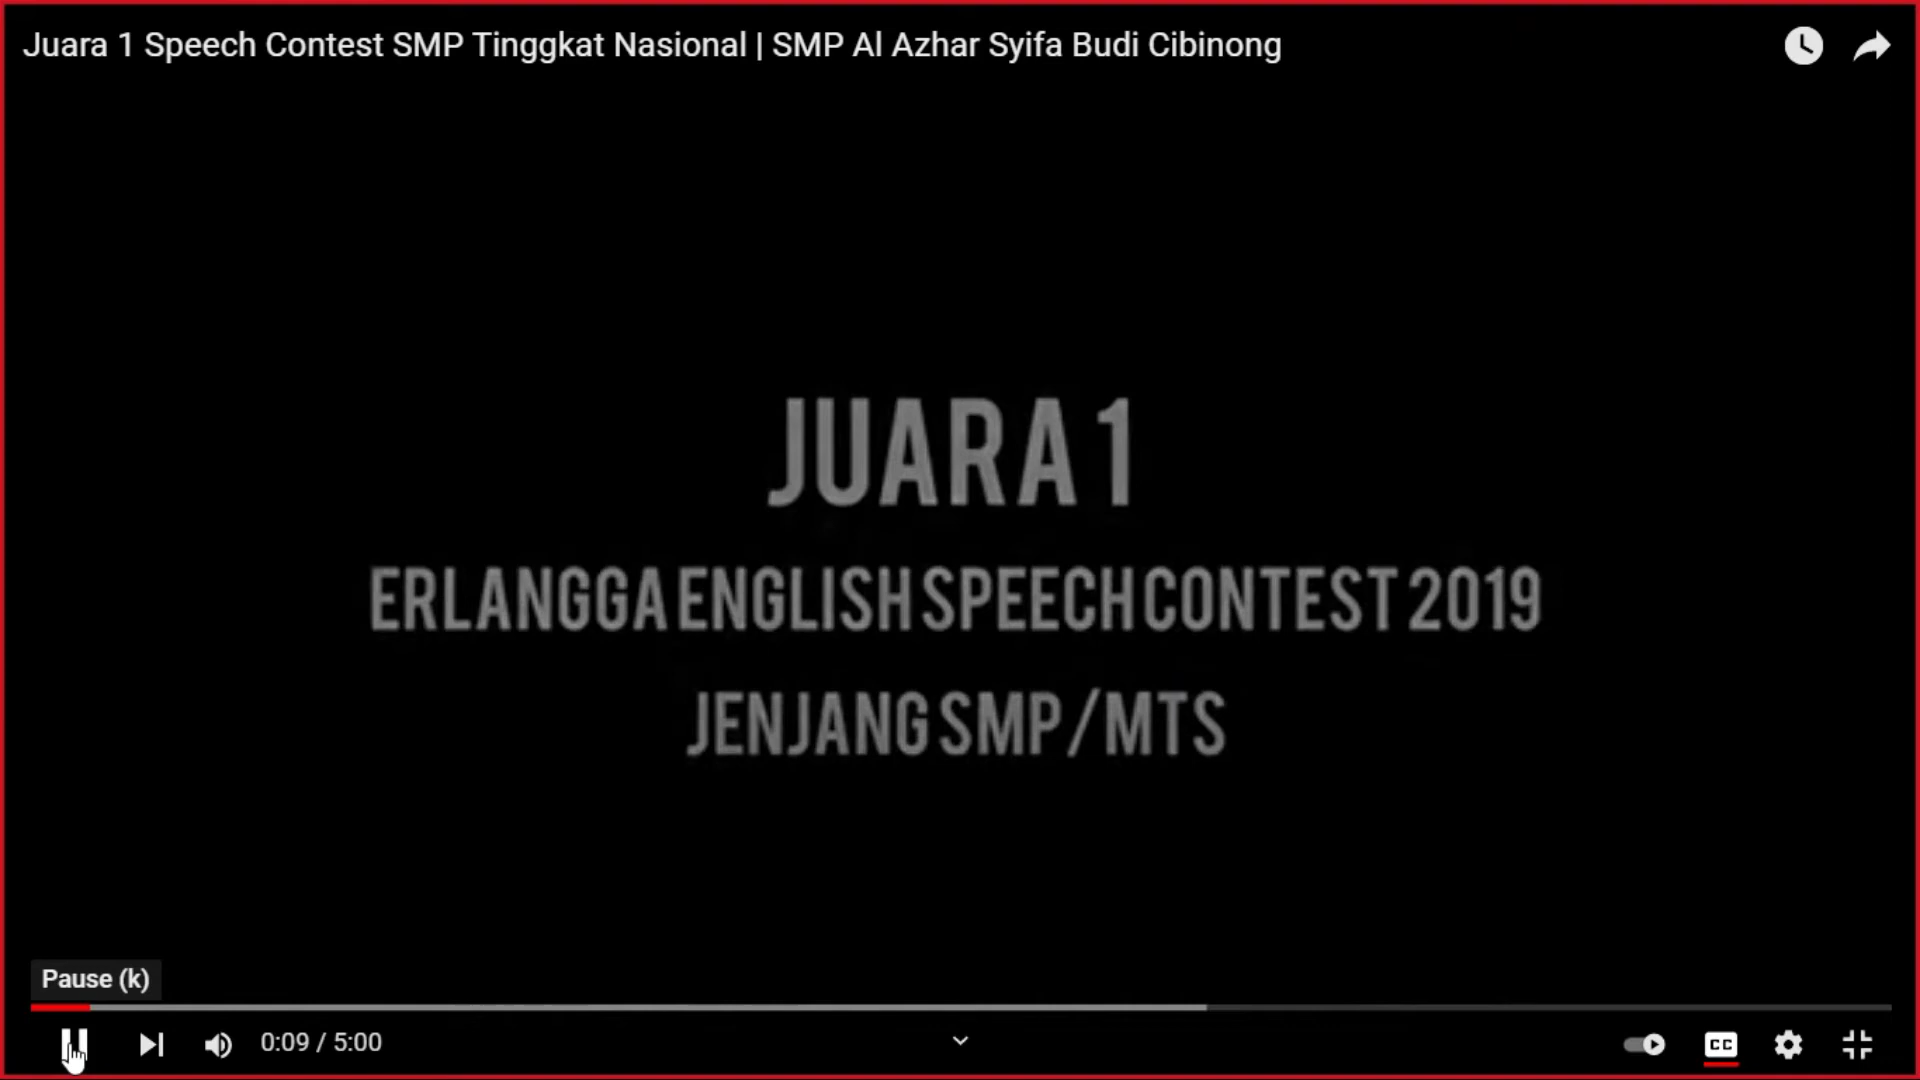 Juara 1 Speech Contest SMP Tinggkat Nasional | SMP Al Azhar Syifa Budi Cibinong
JUARA 1
ERLANGGA ENGLISH SPEECH CONTEST 2019
JENJANG SMP/MTS
Pause (k)
0:09 / 5:00
CC